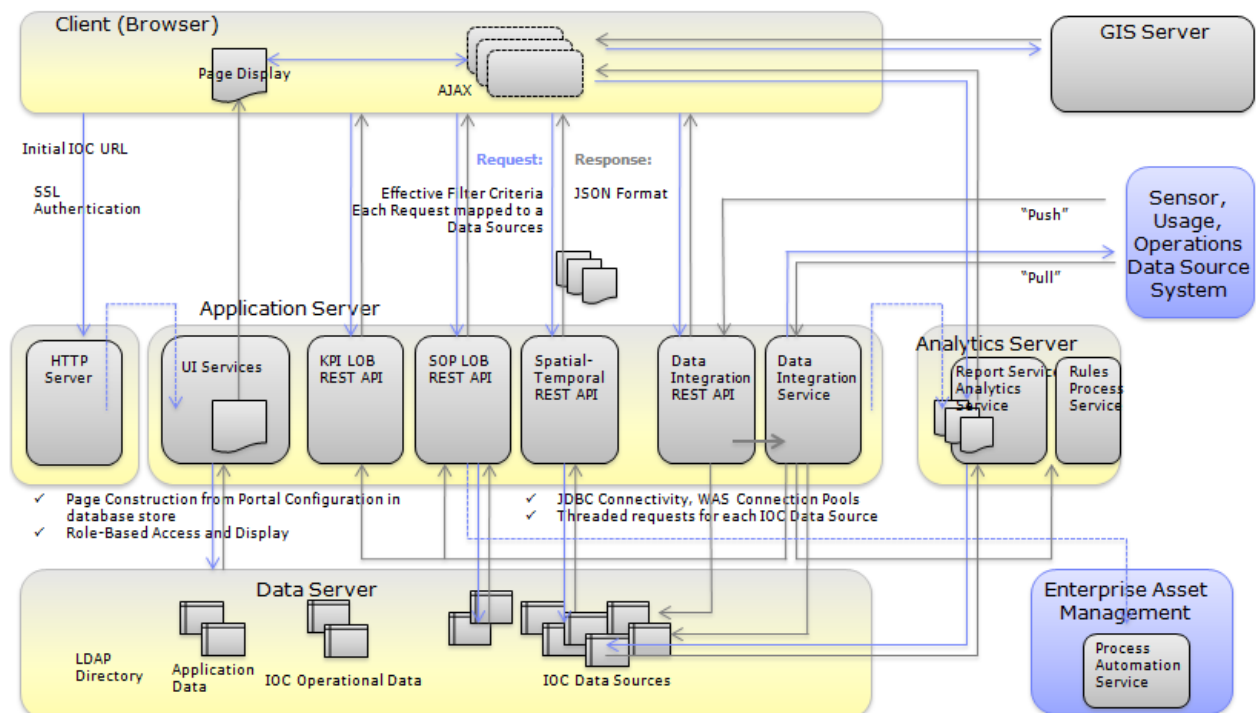 Client (Browser)
GIS Server
Page Display
AJAX
Initial IOC URL
SSL
Authentication
Request:
Response:
Effective Filter Criteria
Each Request mapped to a
Data Sources
JSON Format
"Push"
"Pull"
Sensor,
Usage,
Operations
Data Source
System
Application Server
Analytics Server
HTTP
Server
UI Services
KPI LOB
REST API
SOP LOB
REST API
Spatial-
Temporal
REST API
Data
Integration
REST API
Data
Integration
Service
Report Service
Analytics
Service
Rules
Process
Service
✓ Page Construction from Portal Configuration in
database store
✓ Role-Based Access and Display
✓ JDBC Connectivity, WAS Connection Pools
✓ Threaded requests for each IOC Data Source
Data Server
LDAP
Directory
Application
Data
IOC Operational Data
IOC Data Sources
Enterprise Asset
Management
Process
Automation
Service